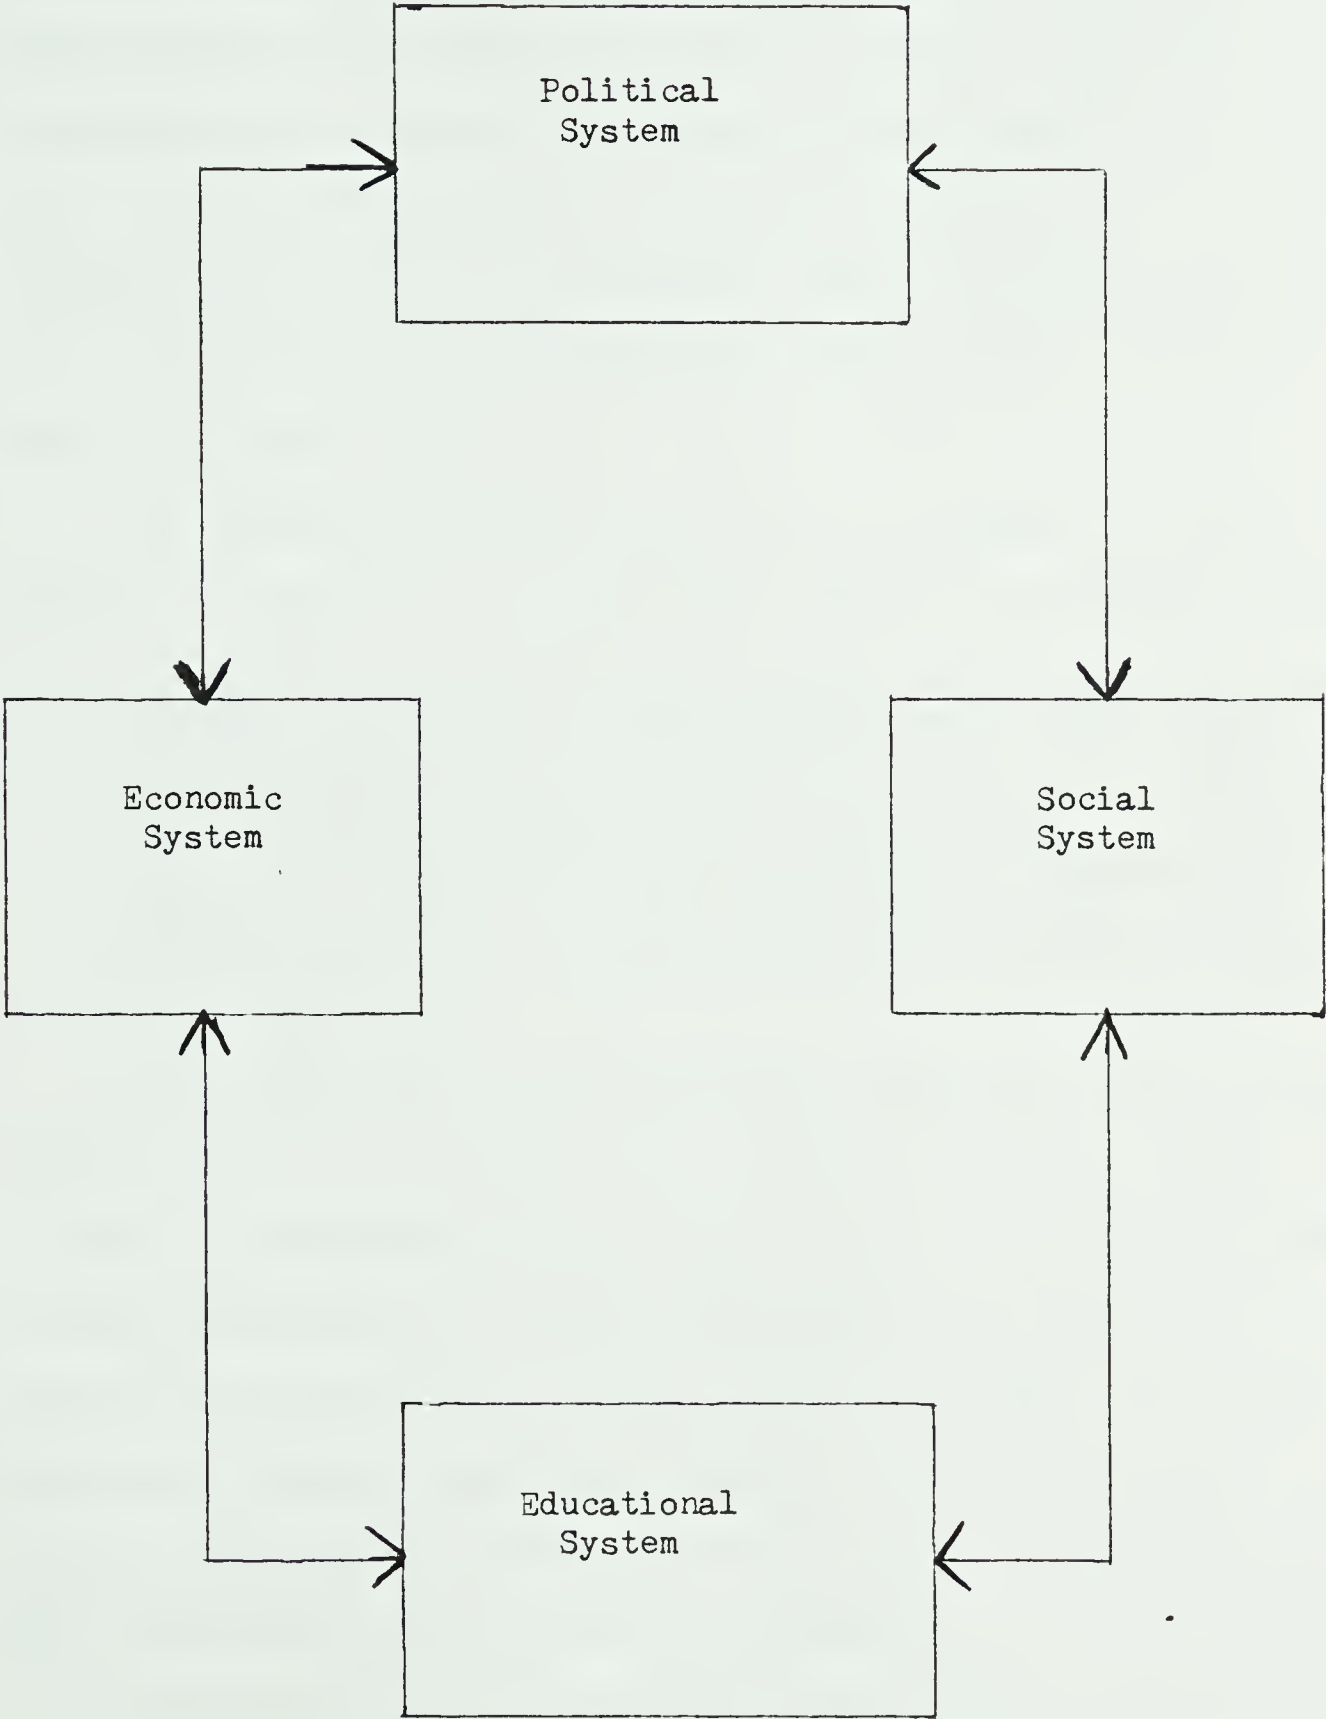 Political
System
Economic
System
Social
System
Educational
System